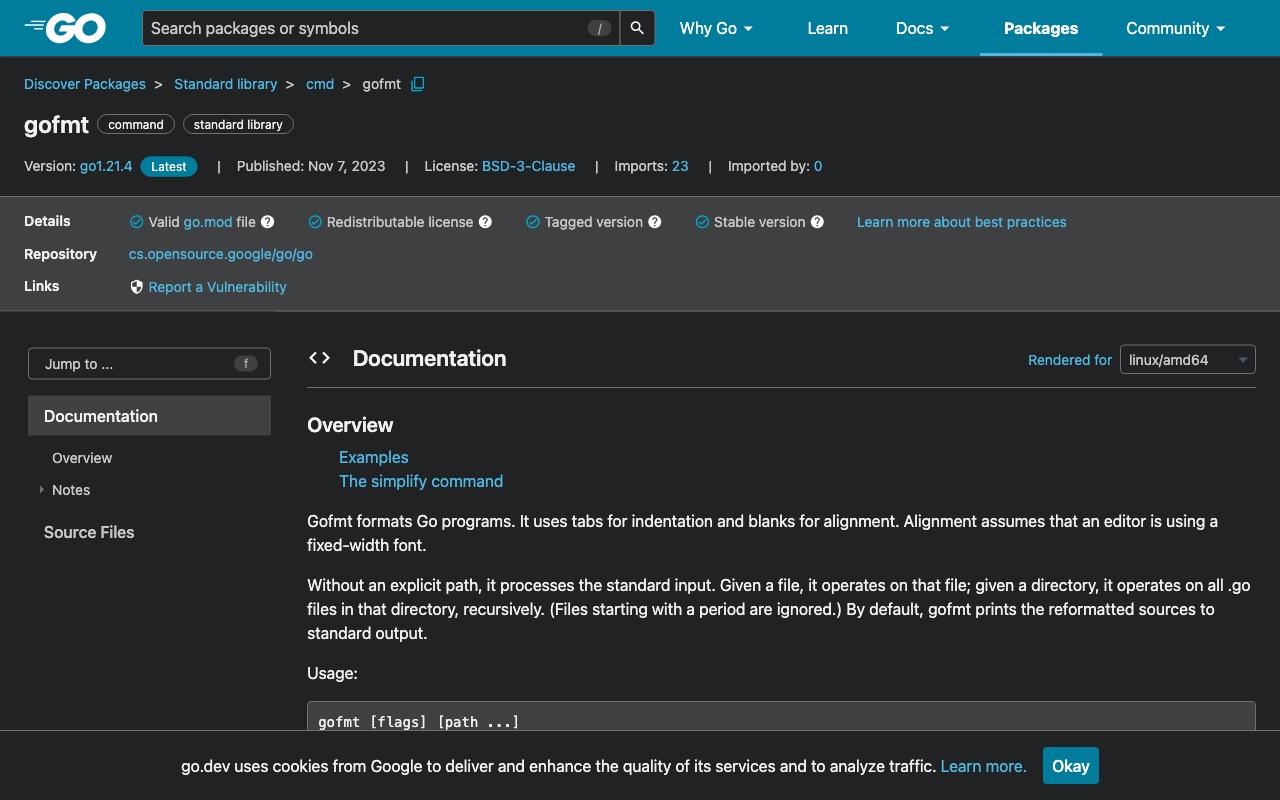 GO
Search packages or symbols
/
Why Go
Learn
Docs
Packages
Community
Discover Packages > Standard library > cmd > gofmt
gofmt command standard library
Version: go1.21.4 Latest | Published: Nov 7, 2023 | License: BSD-3-Clause | Imports: 23 | Imported by: 0
Details Valid go.mod file ? Redistributable license ? Tagged version ? Stable version ? Learn more about best practices
Repository cs.opensource.google/go/go
Links Report a Vulnerability
Jump to ... f
Documentation
Overview
Notes
Source Files
<> Documentation
Rendered for linux/amd64
Overview
Examples
The simplify command
Gofmt formats Go programs. It uses tabs for indentation and blanks for alignment. Alignment assumes that an editor is using a
fixed-width font.
Without an explicit path, it processes the standard input. Given a file, it operates on that file; given a directory, it operates on all .go
files in that directory, recursively. (Files starting with a period are ignored.) By default, gofmt prints the reformatted sources to
standard output.
Usage:
gofmt [flags] [path ...]
go.dev uses cookies from Google to deliver and enhance the quality of its services and to analyze traffic. Learn more. Okay